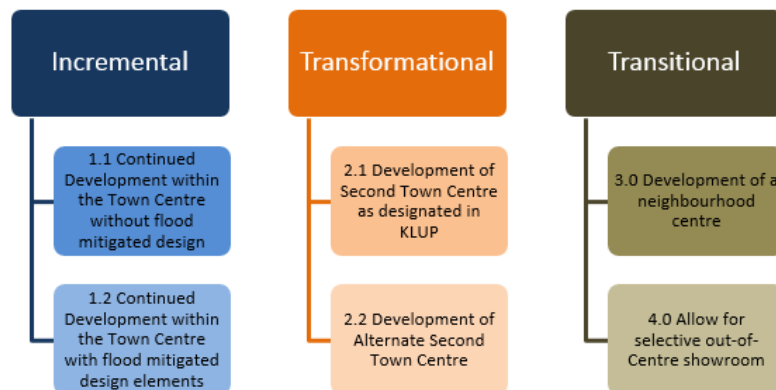 Incremental
1.1 Continued
Development within
the Town Centre
without flood
mitigated design
1.2 Continued
Development within
the Town Centre
with flood mitigated
design elements
Transformational
2.1 Development of
Second Town Centre
as designated in
KLUP
2.2 Development of
Alternate Second
Town Centre
Transitional
3.0 Development of a
neighbourhood
centre
4.0 Allow for
selective out-of-
Centre showroom